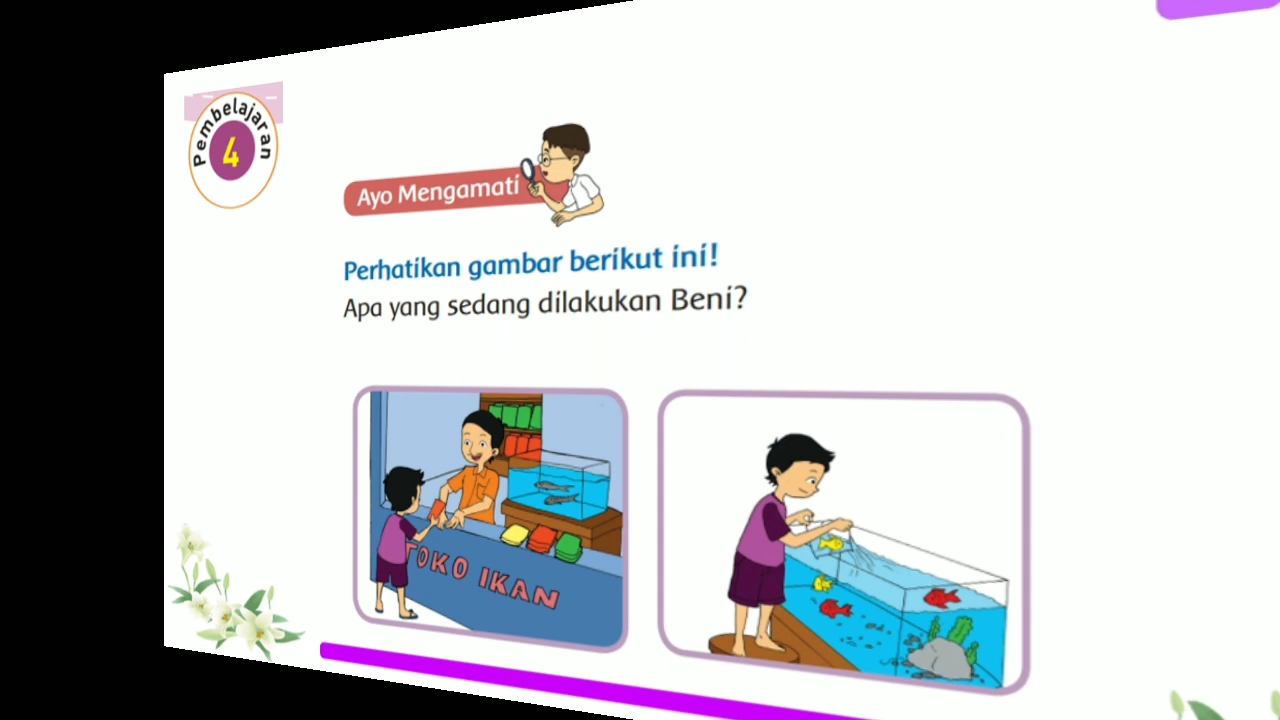 Pembelajaran
4
Ayo Mengamati
Perhatikan gambar berikut ini!
Apa yang sedang dilakukan Beni?
TOKO IKAN